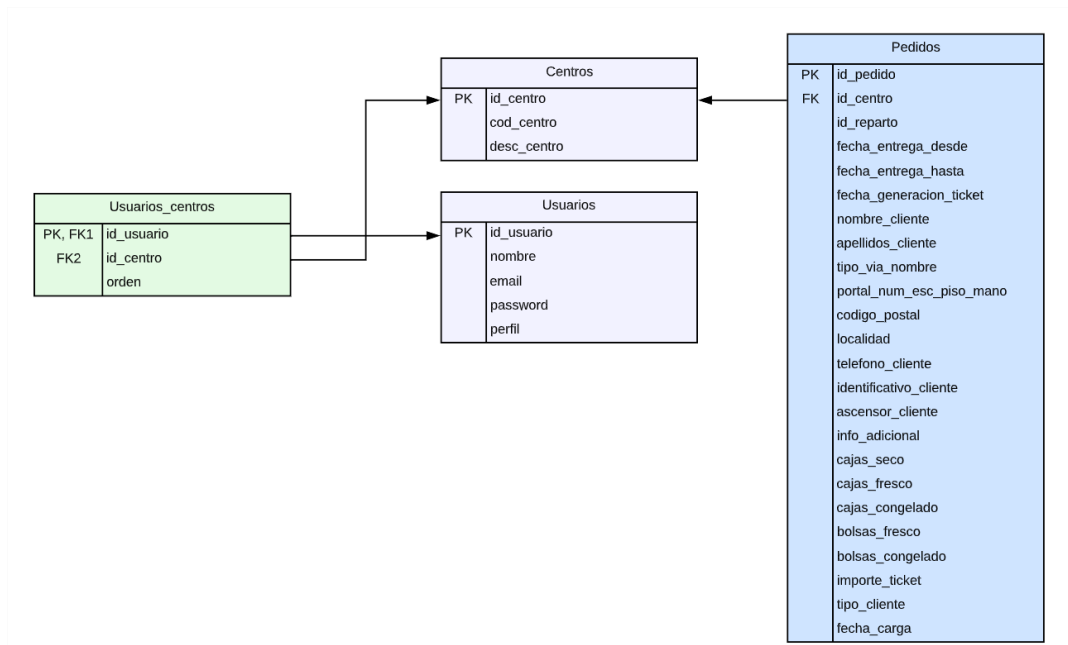 Usuarios_centros
PK, FK1 id_usuario
FK2 id_centro
orden
Centros
PK id_centro
cod_centro
desc_centro
Usuarios
PK id_usuario
nombre
email
password
perfil
Pedidos
PK id_pedido
FK id_centro
id_reparto
fecha_entrega_desde
fecha_entrega_hasta
fecha_generacion_ticket
nombre_cliente
apellidos_cliente
tipo_via_nombre
portal_num_esc_piso_mano
codigo_postal
localidad
telefono_cliente
identificativo_cliente
ascensor_cliente
info_adicional
cajas_seco
cajas_fresco
cajas_congelado
bolsas_fresco
bolsas_congelado
importe_ticket
tipo_cliente
fecha_carga